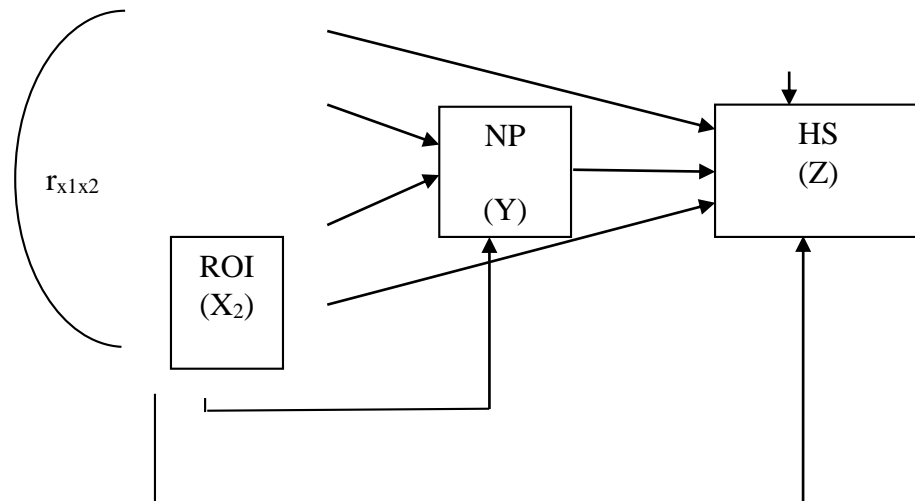 NP
(Y)
HS
(Z)
rx1x2
ROI
(X2)